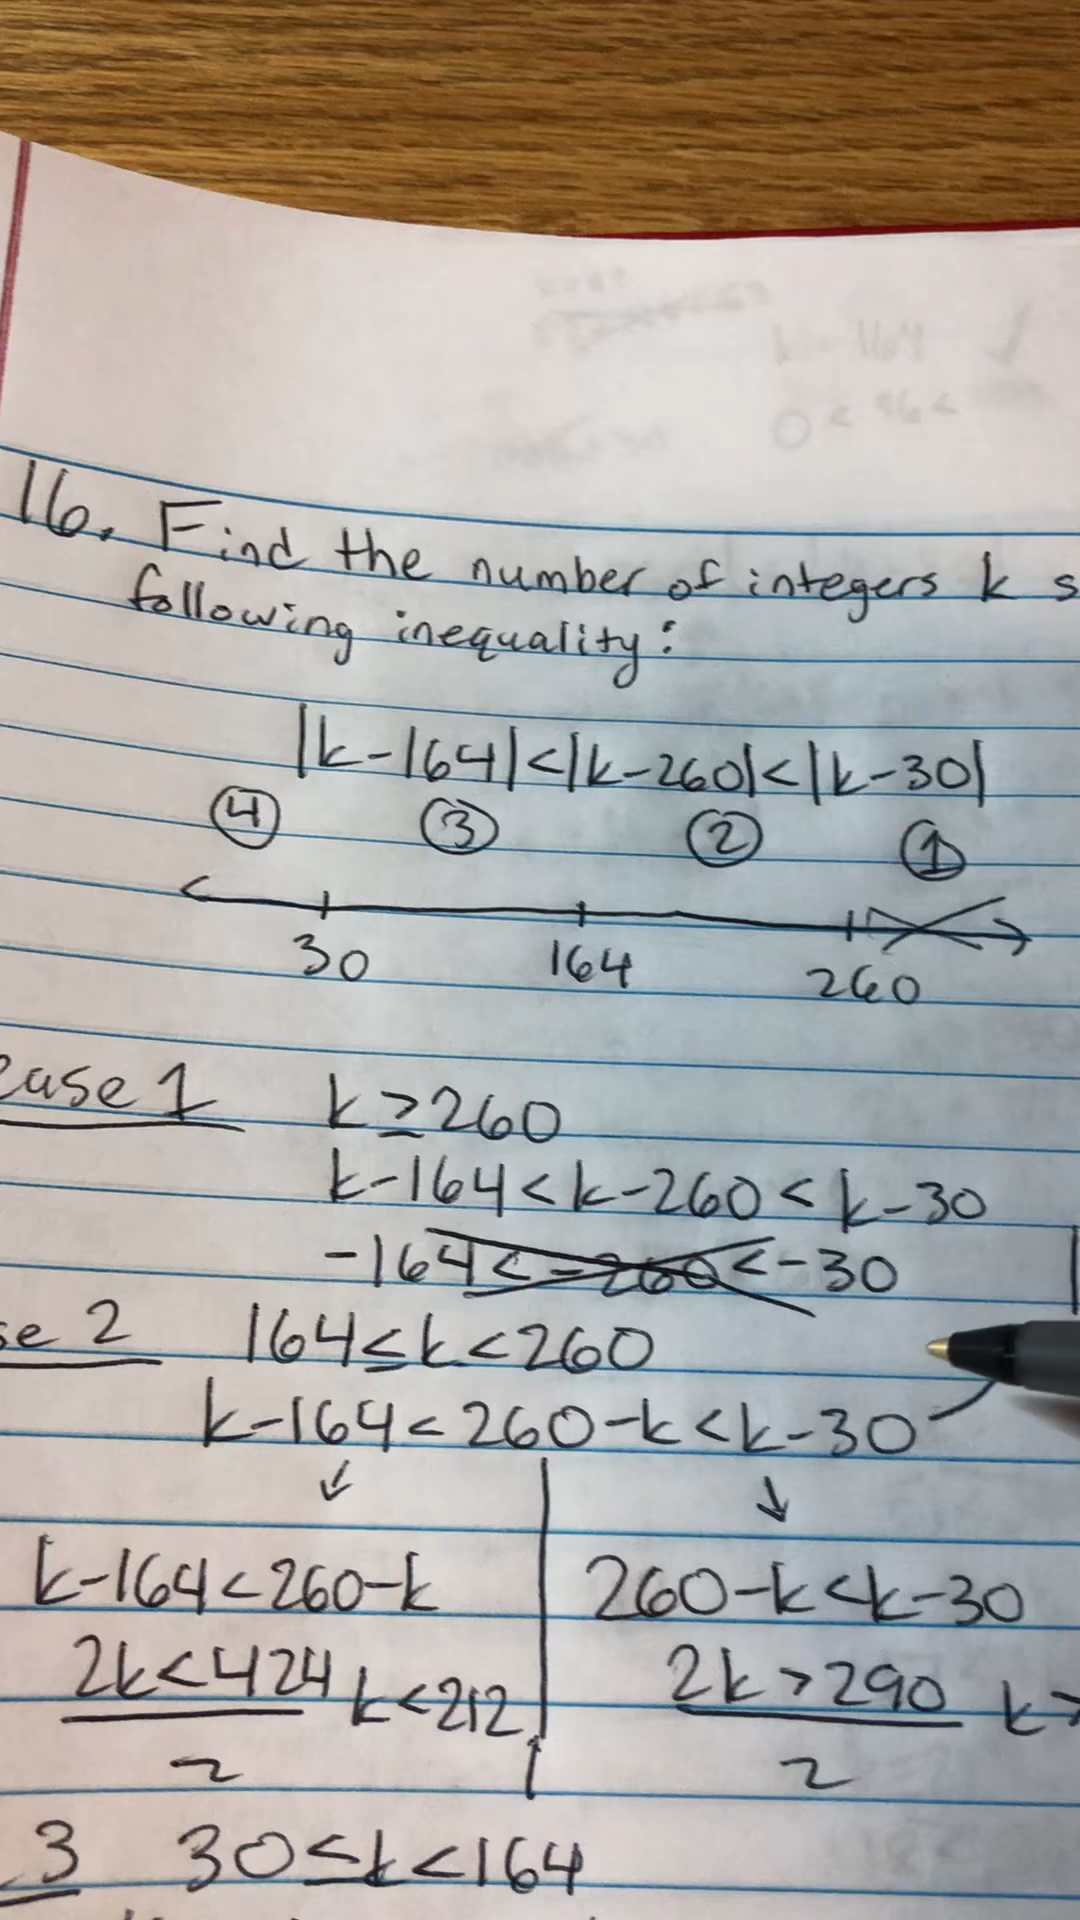 16. Find the number of integers k s
following inequality:
|k-164|<|k-260|<|k-30|
④ ③ ② ①
30 164 260
case 1 k≥260
k-164<k-260<k-30
-164<-260<-30
se 2 164≤k<260
k-164<260-k<k-30
k-164<260-k 260-k<k-30
2k<424 k<212 2k>290 k>
2 2
3 30≤k<164